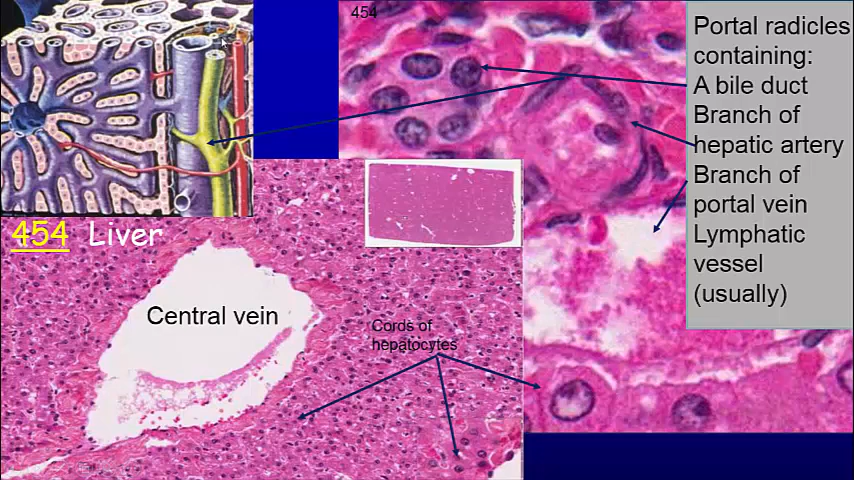 454
Portal radicles
containing:
A bile duct
Branch of
hepatic artery
Branch of
portal vein
Lymphatic
vessel
(usually)
454 Liver
Central vein
Cords of
hepatocytes